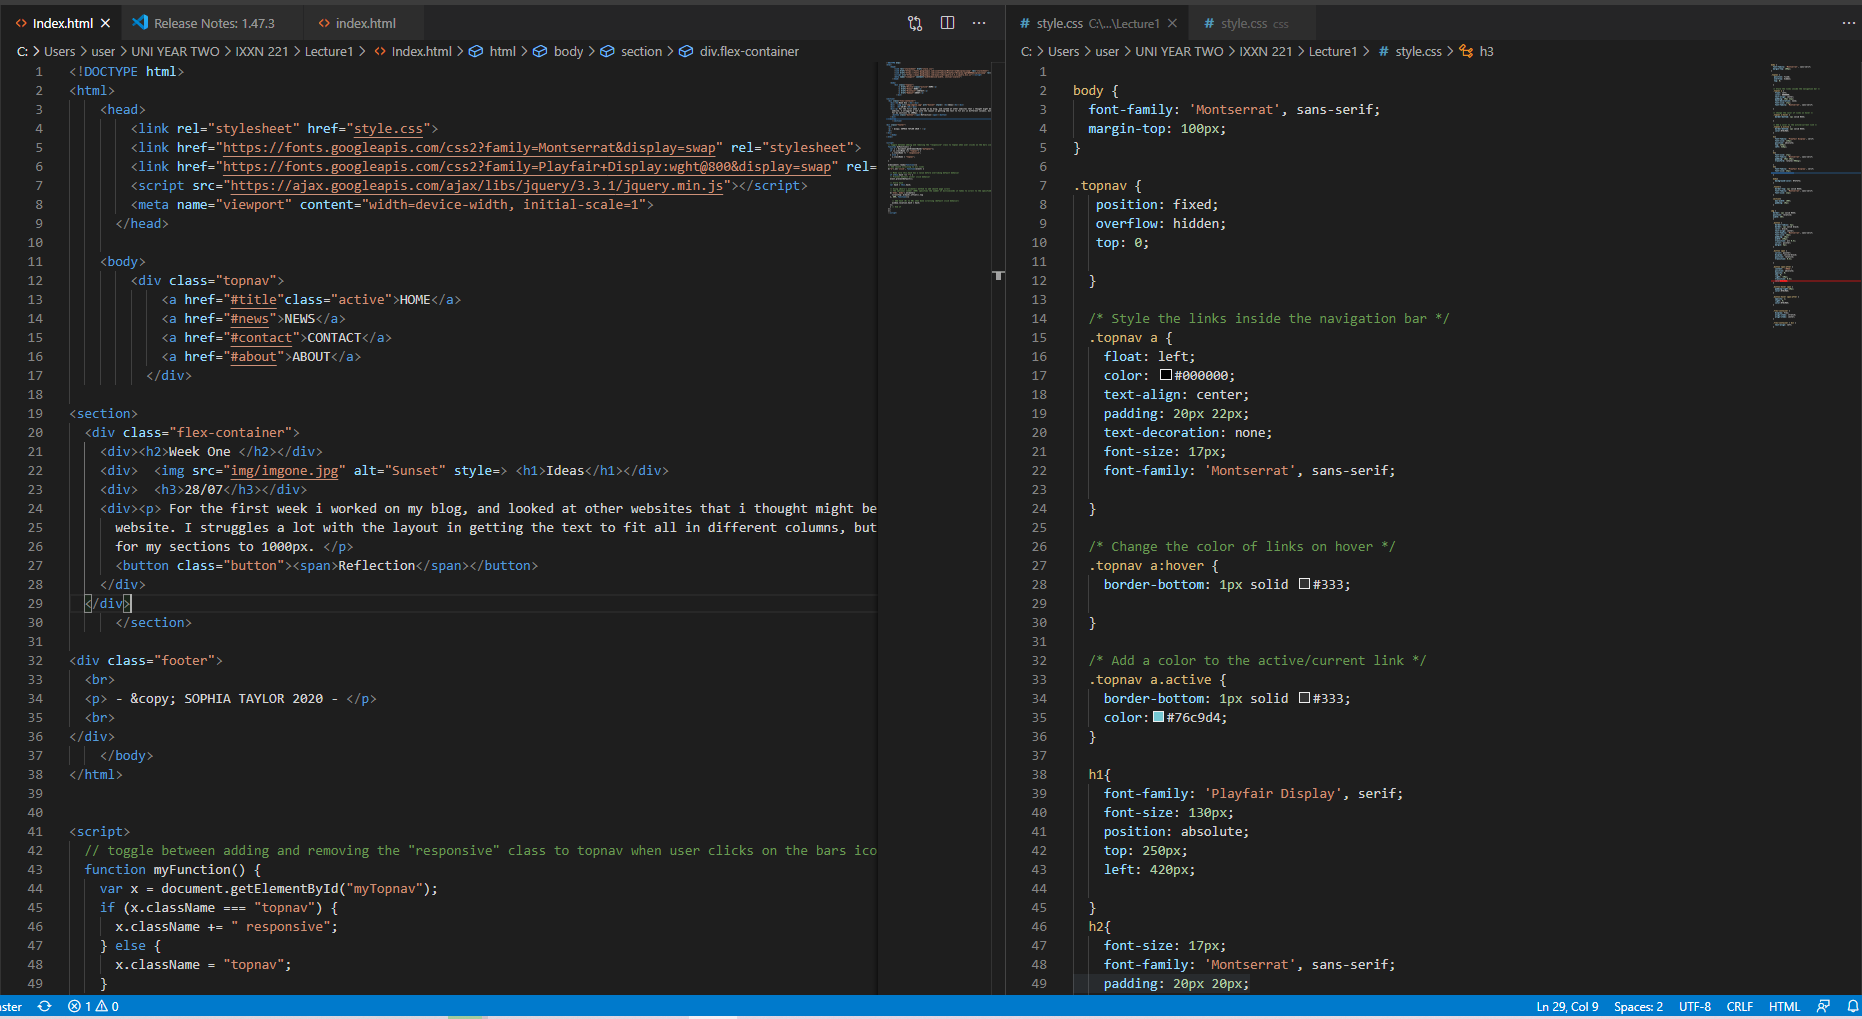 Index.html
Release Notes: 1.47.3
index.html
C: > Users > user > UNI YEAR TWO > IXXN 221 > Lecture1 > Index.html > html > body > section > div.flex-container
1
2
3
4
5
6
7
8
9
10
11
12
13
14
15
16
17
18
19
20
21
22
23
24
25
26
27
28
29
30
31
32
33
34
35
36
37
38
39
40
41
42
43
44
45
46
47
48
49
<!DOCTYPE html>
<html>
<head>
<link rel="stylesheet" href="style.css">
<link href="https://fonts.googleapis.com/css2?family=Montserrat&display=swap" rel="stylesheet">
<link href="https://fonts.googleapis.com/css2?family=Playfair+Display:wght@800&display=swap" rel=
<script src="https://ajax.googleapis.com/ajax/libs/jquery/3.3.1/jquery.min.js"></script>
<meta name="viewport" content="width=device-width, initial-scale=1">
</head>
<body>
<div class="topnav">
<a href="#title"class="active">HOME</a>
<a href="#news">NEWS</a>
<a href="#contact">CONTACT</a>
<a href="#about">ABOUT</a>
</div>
<section>
<div class="flex-container">
<div><h2>Week One </h2></div>
<div>  <img src="img/imgone.jpg" alt="Sunset" style=> <h1>Ideas</h1></div>
<div>  <h3>28/07</h3></div>
<div><p> For the first week i worked on my blog, and looked at other websites that i thought might be
website. I struggles a lot with the layout in getting the text to fit all in different columns, but
for my sections to 1000px. </p>
<button class="button"><span>Reflection</span></button>
</div>
</div>
</section>
<div class="footer">
<br>
<p> - &copy; SOPHIA TAYLOR 2020 - </p>
<br>
</div>
</body>
</html>
<script>
// toggle between adding and removing the "responsive" class to topnav when user clicks on the bars ico
function myFunction() {
var x = document.getElementById("myTopnav");
if (x.className === "topnav") {
x.className += " responsive";
} else {
x.className = "topnav";
}
# style.css C:\...\Lecture1
# style.css css
C: > Users > user > UNI YEAR TWO > IXXN 221 > Lecture1 > # style.css > h3
1
2
3
4
5
6
7
8
9
10
11
12
13
14
15
16
17
18
19
20
21
22
23
24
25
26
27
28
29
30
31
32
33
34
35
36
37
38
39
40
41
42
43
44
45
46
47
48
49
body {
font-family: 'Montserrat', sans-serif;
margin-top: 100px;
}
.topnav {
position: fixed;
overflow: hidden;
top: 0;
}
/* Style the links inside the navigation bar */
.topnav a {
float: left;
color: #000000;
text-align: center;
padding: 20px 22px;
text-decoration: none;
font-size: 17px;
font-family: 'Montserrat', sans-serif;
}
/* Change the color of links on hover */
.topnav a:hover {
border-bottom: 1px solid #333;
}
/* Add a color to the active/current link */
.topnav a.active {
border-bottom: 1px solid #333;
color: #76c9d4;
}
h1{
font-family: 'Playfair Display', serif;
font-size: 130px;
position: absolute;
top: 250px;
left: 420px;
}
h2{
font-size: 17px;
font-family: 'Montserrat', sans-serif;
padding: 20px 20px;
ster
1 0
Ln 29, Col 9
Spaces: 2
UTF-8
CRLF
HTML